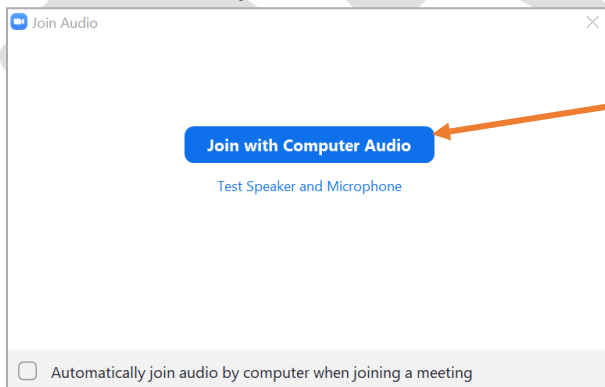 Join Audio
Join with Computer Audio
Test Speaker and Microphone
Automatically join audio by computer when joining a meeting